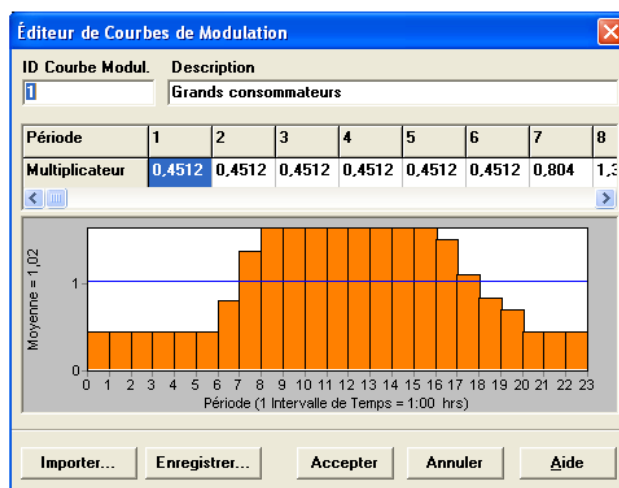 Éditeur de Courbes de Modulation
ID Courbe Modul. Description
1 Grands consommateurs
Période 1 2 3 4 5 6 7 8
Multiplicateur 0,4512 0,4512 0,4512 0,4512 0,4512 0,4512 0,804
Moyenne = 1,02
1
0
0 1 2 3 4 5 6 7 8 9 10 11 12 13 14 15 16 17 18 19 20 21 22 23
Période (1 Intervalle de Temps = 1:00 hrs)
Importer... Enregistrer... Accepter Annuler Aide